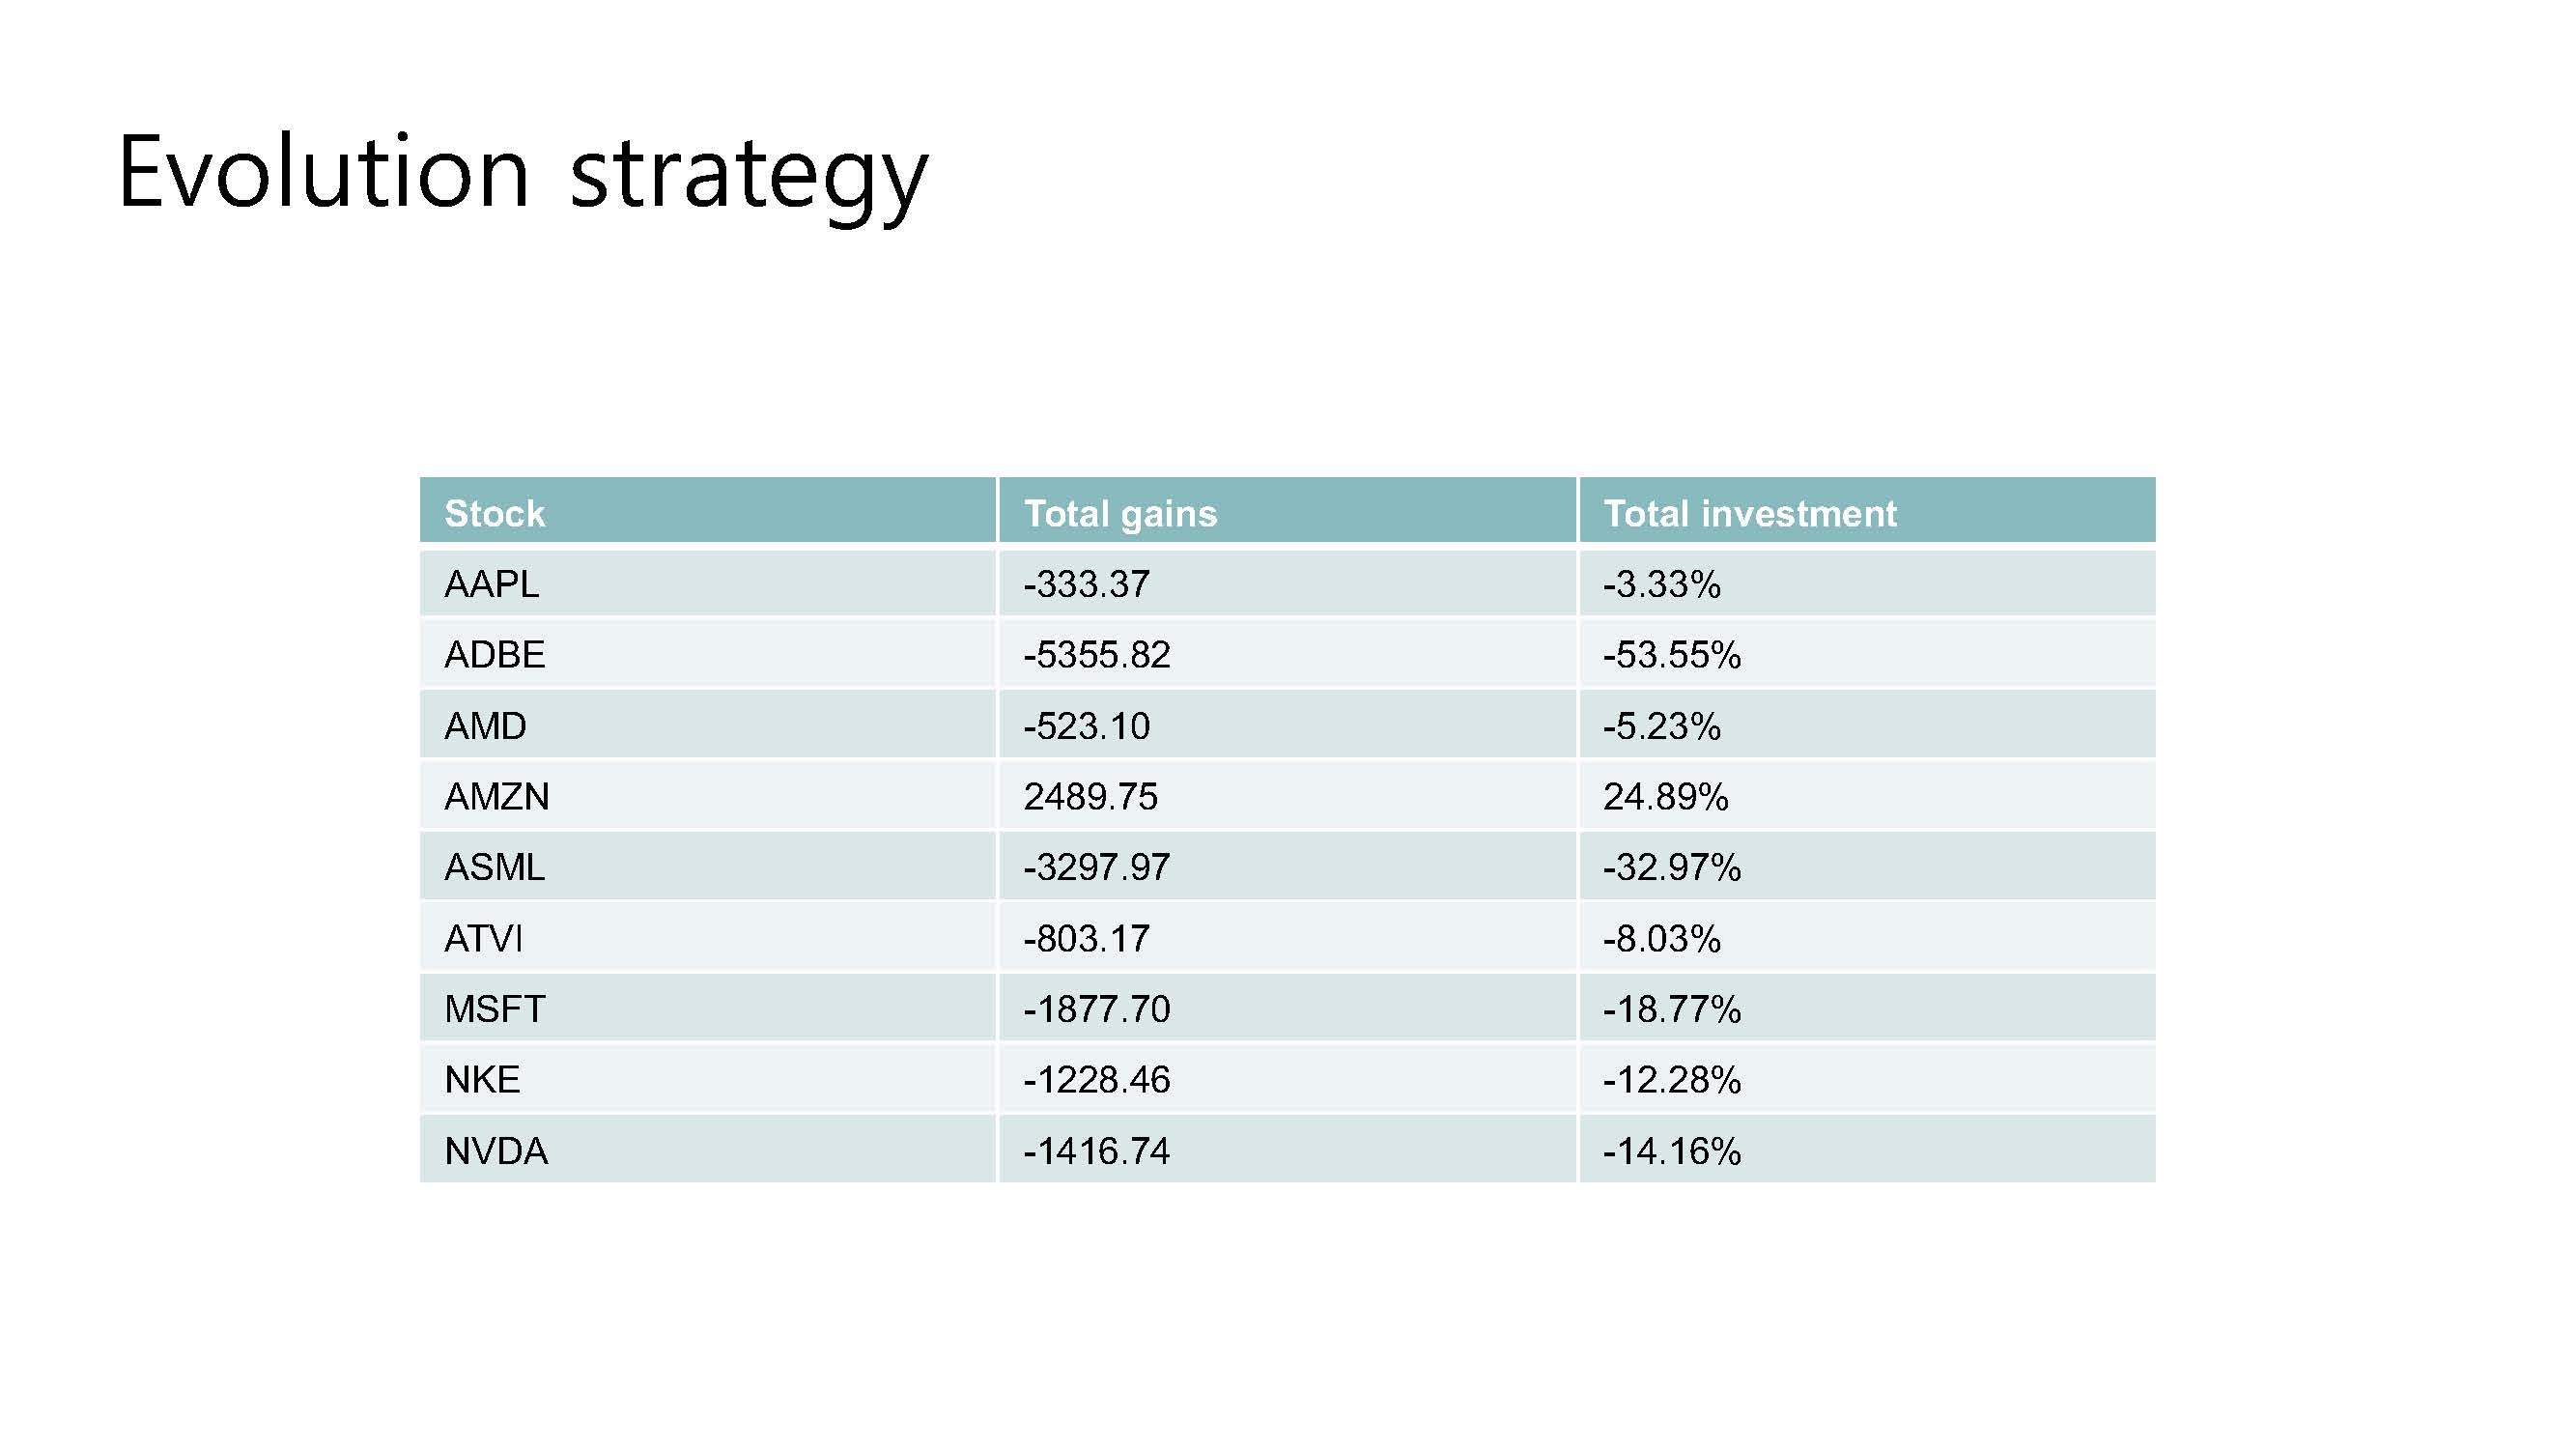 Evolution strategy
Stock Total gains Total investment
AAPL -333.37 -3.33%
ADBE -5355.82 -53.55%
AMD -523.10 -5.23%
AMZN 2489.75 24.89%
ASML -3297.97 -32.97%
ATVI -803.17 -8.03%
MSFT -1877.70 -18.77%
NKE -1228.46 -12.28%
NVDA -1416.74 -14.16%